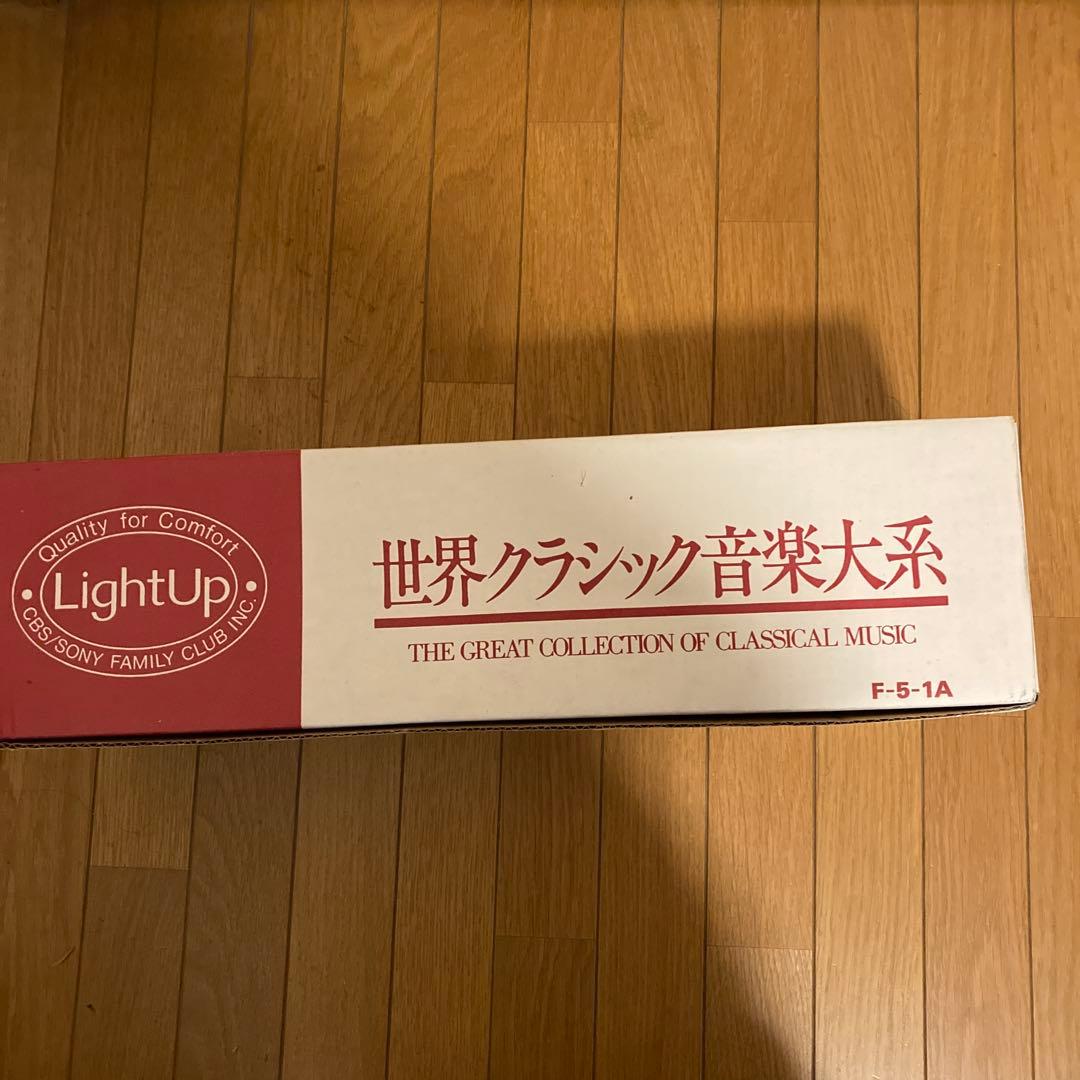 Quality for Comfort
LightUp
CBS/SONY FAMILY CLUB INC.
世界クラシック音楽大系
THE GREAT COLLECTION OF CLASSICAL MUSIC
F-5-1A